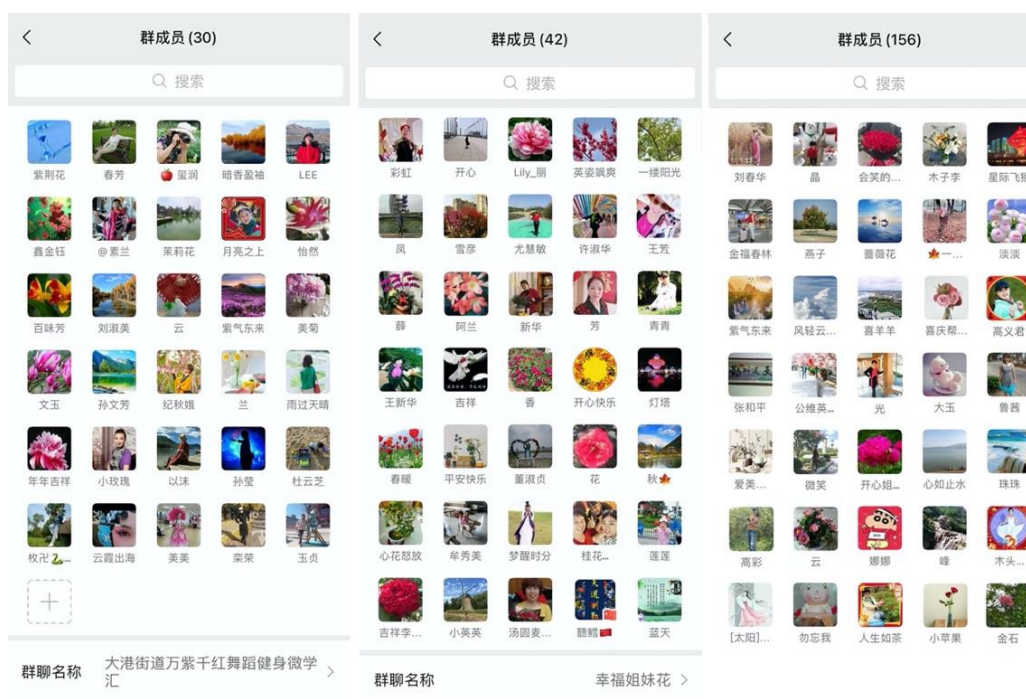 群成员(30)
搜索
紫荆花 春芳 🍎 玺润 暗香盈袖 LEE
鑫金钰 @素兰 茉莉花 月亮之上 怡然
百味芳 刘淑美 云 紫气东来 美菊
文玉 孙文芳 纪秋娥 兰 雨过天晴
年年吉祥 小玫瑰 以沫 孙莹 杜云芝
枚卍🐍... 云霞出海 美美 栾荣 玉贞
群聊名称
大港街道万紫千红舞蹈健身微学
汇
群成员(42)
搜索
彩虹 开心 Lily_丽 英姿飒爽 一缕阳光
凤 雪彦 尤慧敏 许淑华 王芫
薛 阿兰 新华 芳 青青
王新华 吉祥 香 开心快乐 灯塔
春暖 平安快乐 董淑贞 花 秋🍁
心花怒放 牟秀美 梦醒时分 桂花... 莲莲
吉祥李... 小英英 汤圆麦... 蓝天
群聊名称
幸福姐妹花
群成员(156)
搜索
刘春华 晶 会笑的... 木子李 星际飞
金福春林 燕子 蔷薇花 🍁一... 淡淡
紫气东来 风轻云... 喜羊羊 喜庆帮... 高义君
张和平 公维英... 光 大玉 鲁茜
爱美... 微笑 开心姐... 心如止水 珠珠
高彩 云 娜娜 峰 木头...
[太阳]... 勿忘我 人生如茶 小苹果 金石